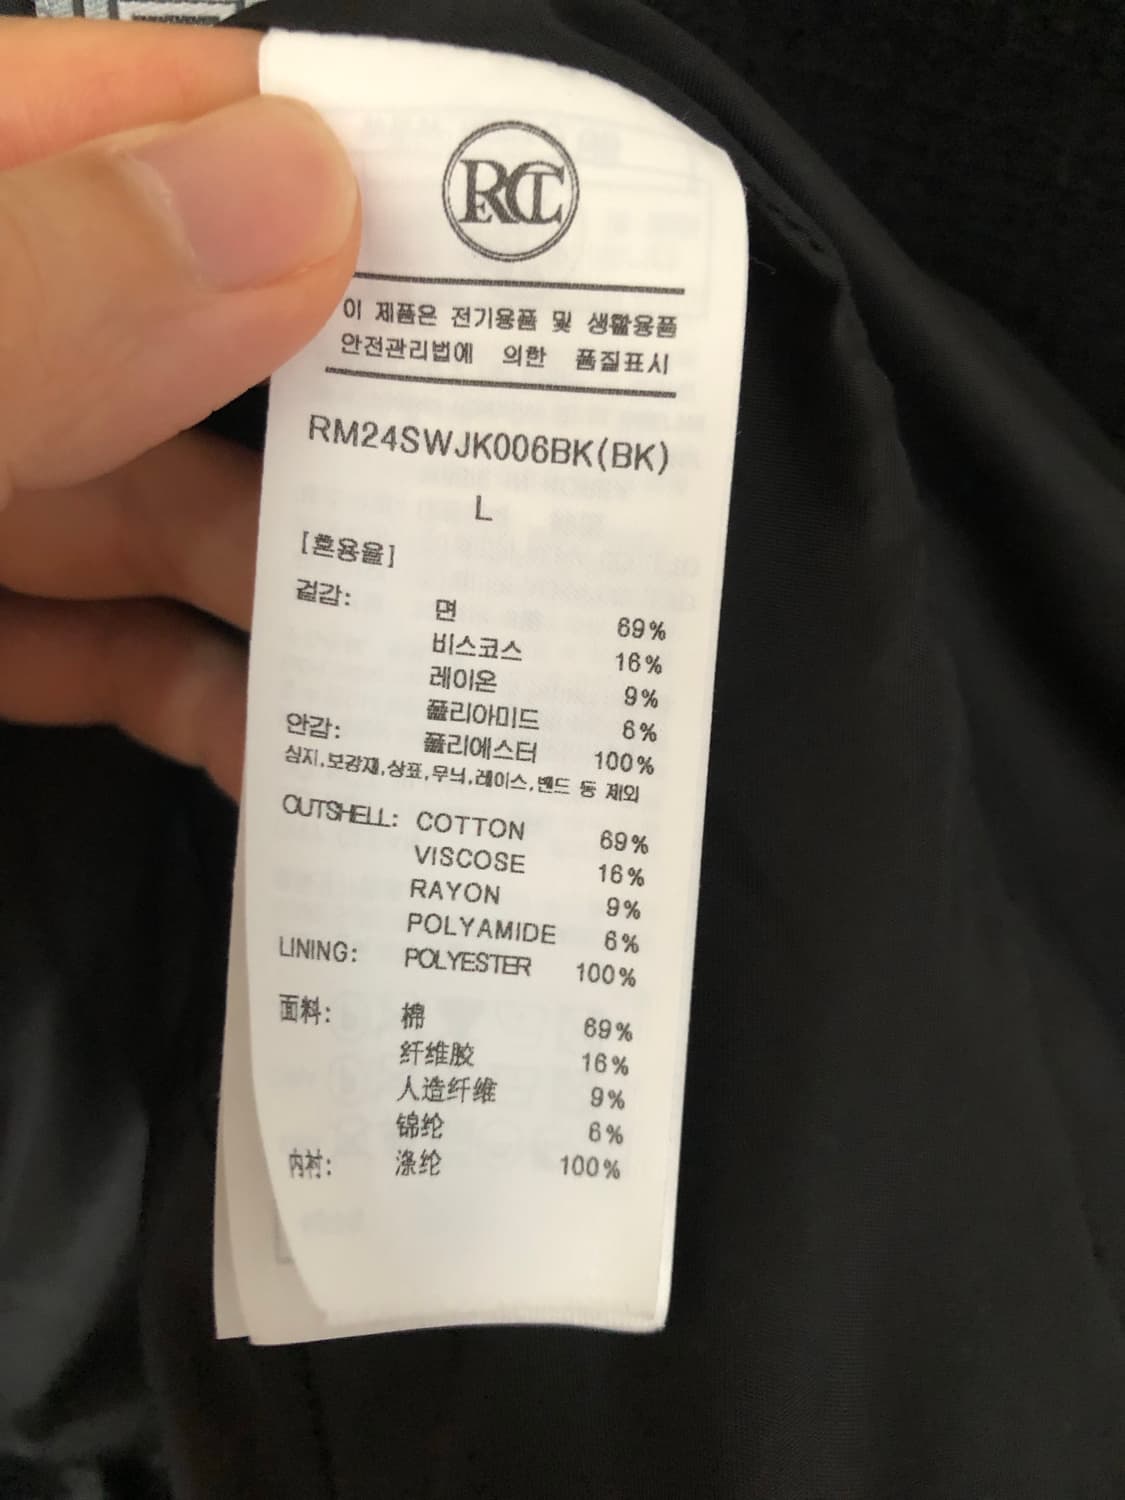 RECT
이 제품은 전기용품 및 생활용품
안전관리법에 의한 품질표시
RM24SWJK006BK(BK)
L
[혼용율]
겉감: 면 69%
비스코스 16%
레이온 9%
폴리아미드 6%
안감: 폴리에스터 100%
심지,보강재,상표,무늬,레이스,밴드 등 제외
OUTSHELL: COTTON 69%
VISCOSE 16%
RAYON 9%
POLYAMIDE 6%
LINING: POLYESTER 100%
面料: 棉 69%
纤维胶 16%
人造纤维 9%
锦纶 6%
内衬: 涤纶 100%